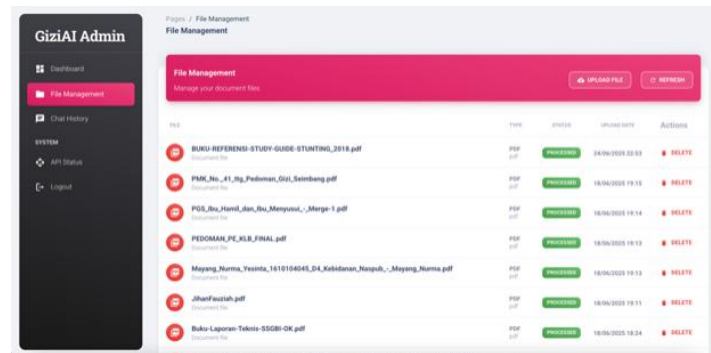 GiziAI Admin
Dashboard
File Management
Chat History
SYSTEM
API Status
Logout
Pages / File Management
File Management
File Management
Manage your document files
UPLOAD FILE
REFRESH
FILE TYPE STATUS UPLOAD DATE Actions
BUKU-REFERENSI-STUDY-GUIDE-STUNTING_2018.pdf
Document file
PDF
pdf
PROCESSED
24/06/2025 22:53
DELETE
PMK_No._41_ttg_Pedoman_Gizi_Seimbang.pdf
Document file
PDF
pdf
PROCESSED
18/06/2025 19:15
DELETE
PGS_Ibu_Hamil_dan_Ibu_Menyusui_-_Merge-1.pdf
Document file
PDF
pdf
PROCESSED
18/06/2025 19:14
DELETE
PEDOMAN_PE_KLB_FINAL.pdf
Document file
PDF
pdf
PROCESSED
18/06/2025 19:13
DELETE
Mayang_Nurma_Yesinta_1610104045_D4_Kebidanan_Naspub_-_Mayang_Nurma.pdf
Document file
PDF
pdf
PROCESSED
18/06/2025 19:13
DELETE
JihanFauziah.pdf
Document file
PDF
pdf
PROCESSED
18/06/2025 19:11
DELETE
Buku-Laporan-Teknis-SSGBI-OK.pdf
Document file
PDF
pdf
PROCESSED
18/06/2025 18:24
DELETE